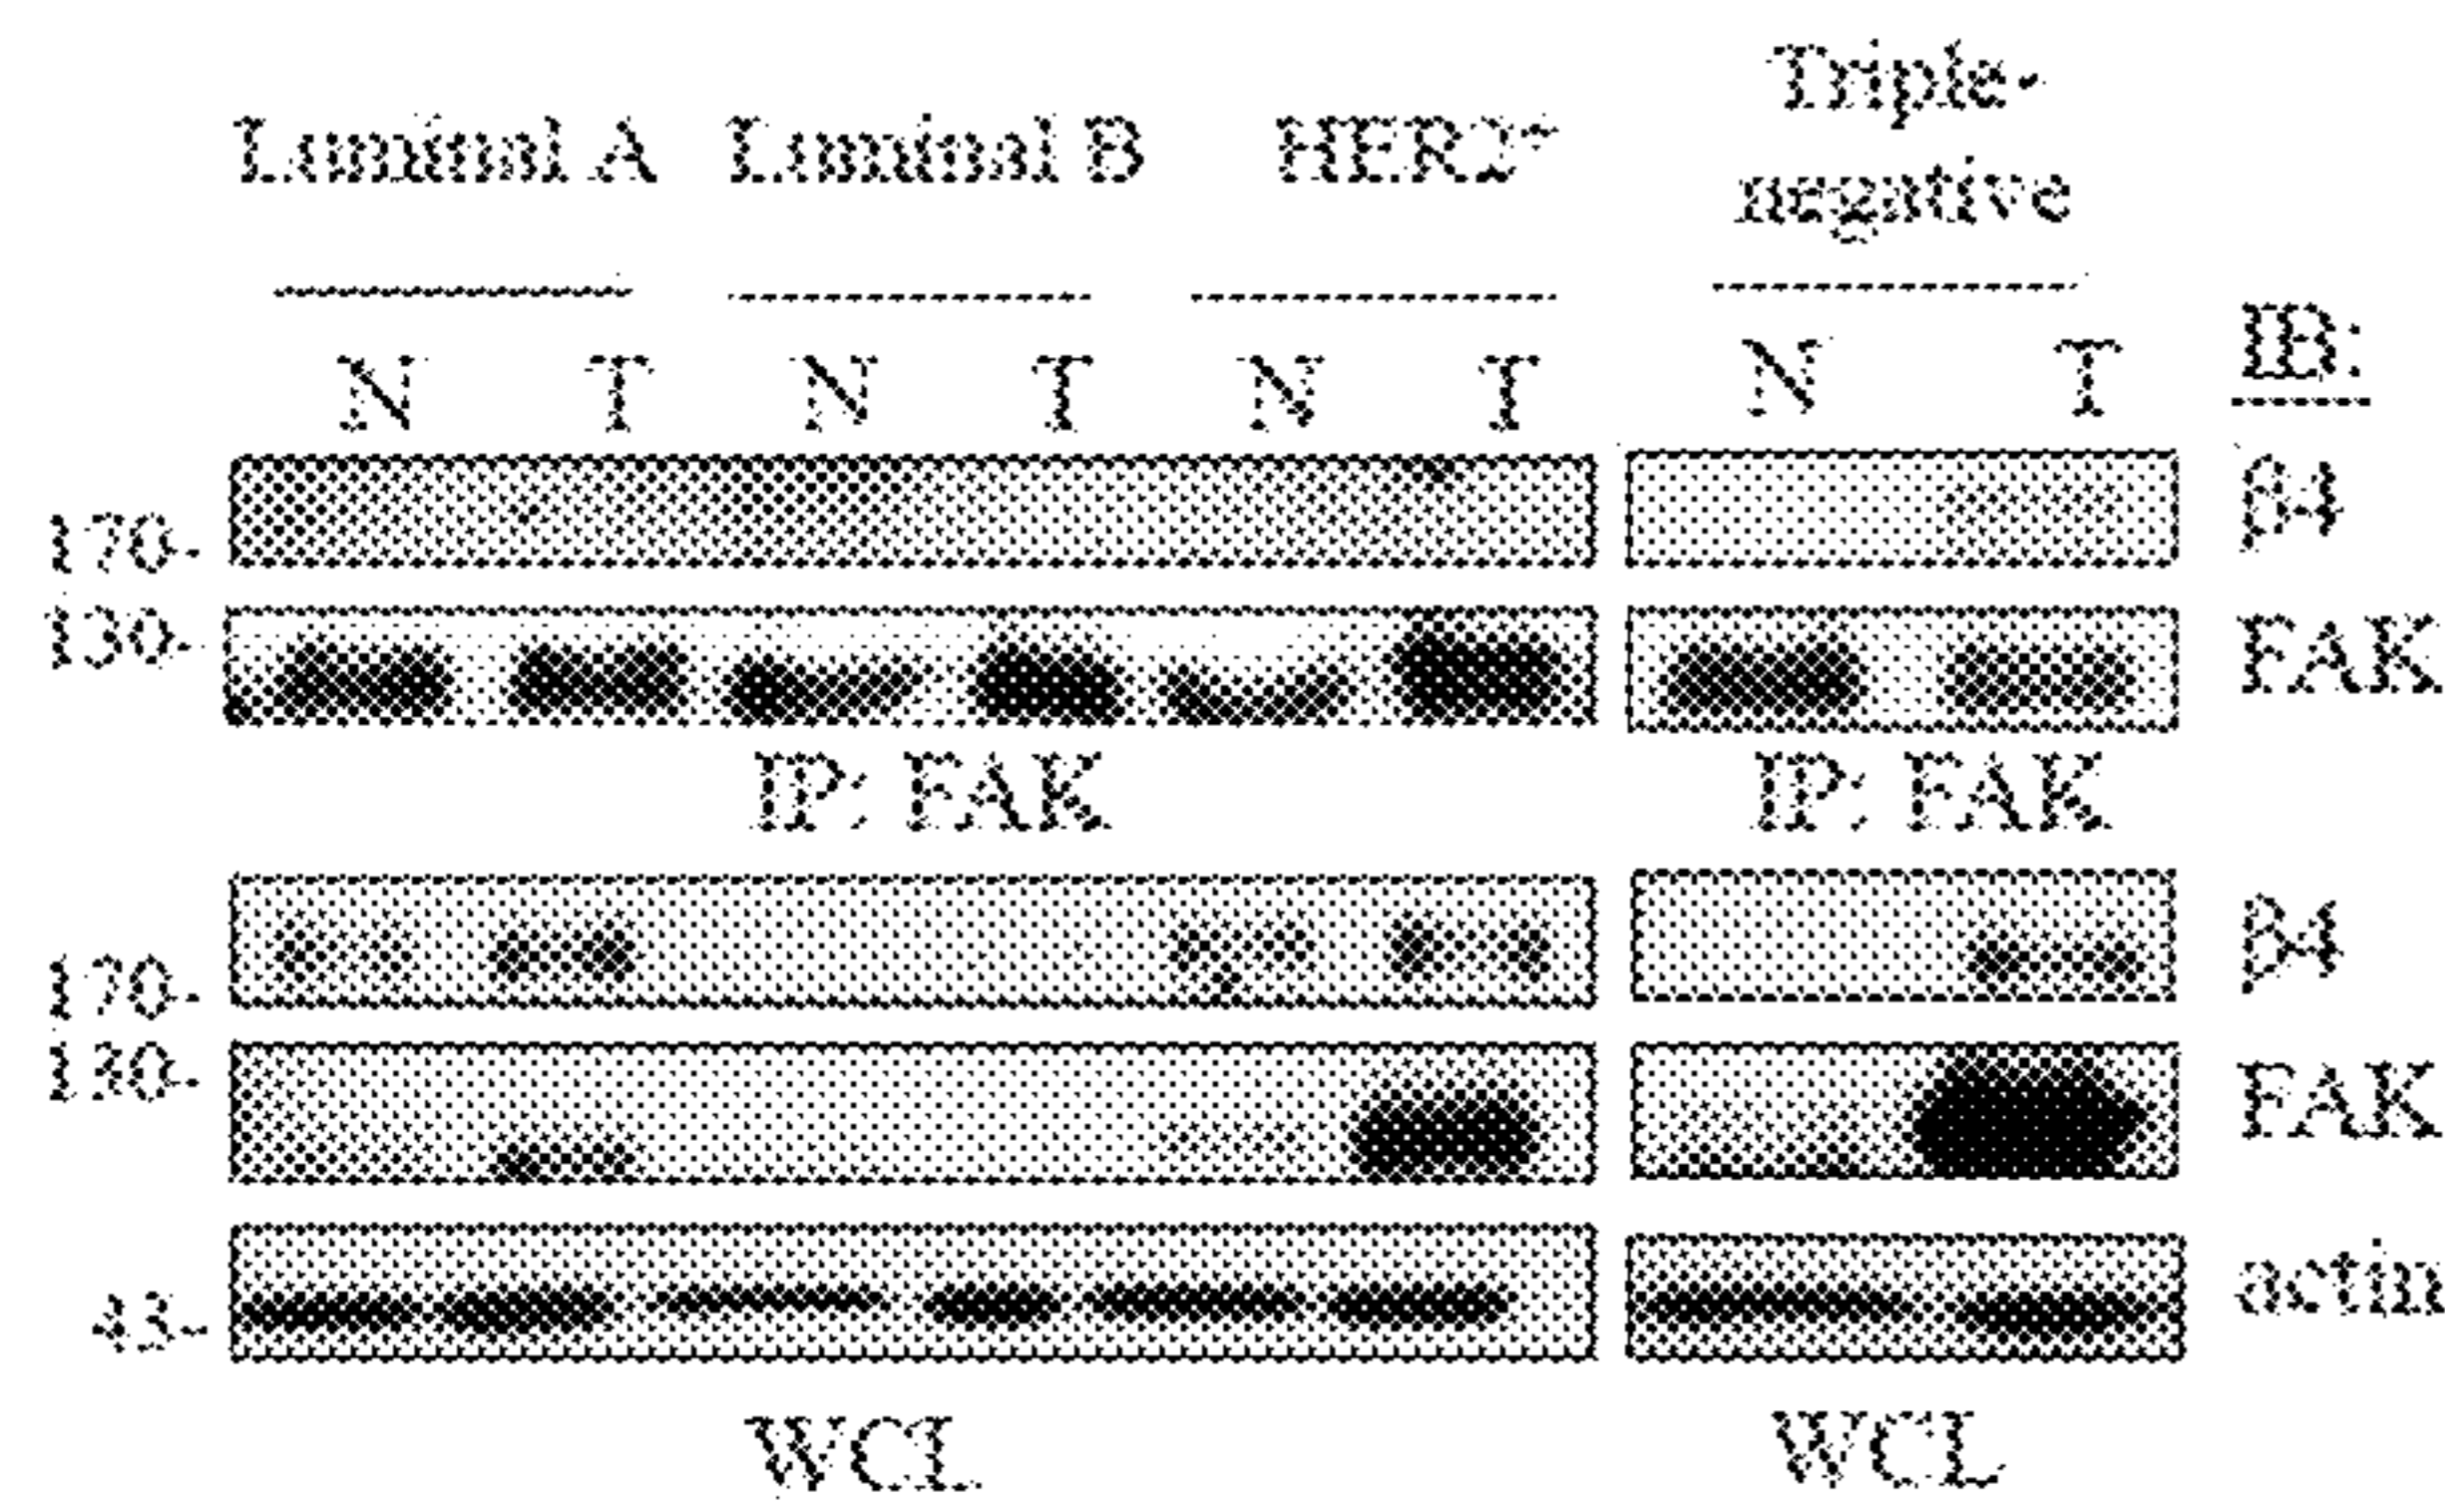 Triple-
Luminal A Luminal B HER2+ negative
N T N T N T N T IB:
170- β4
130- FAK
IP: FAK IP: FAK
170- β4
130- FAK
43- actin
WCL WCL